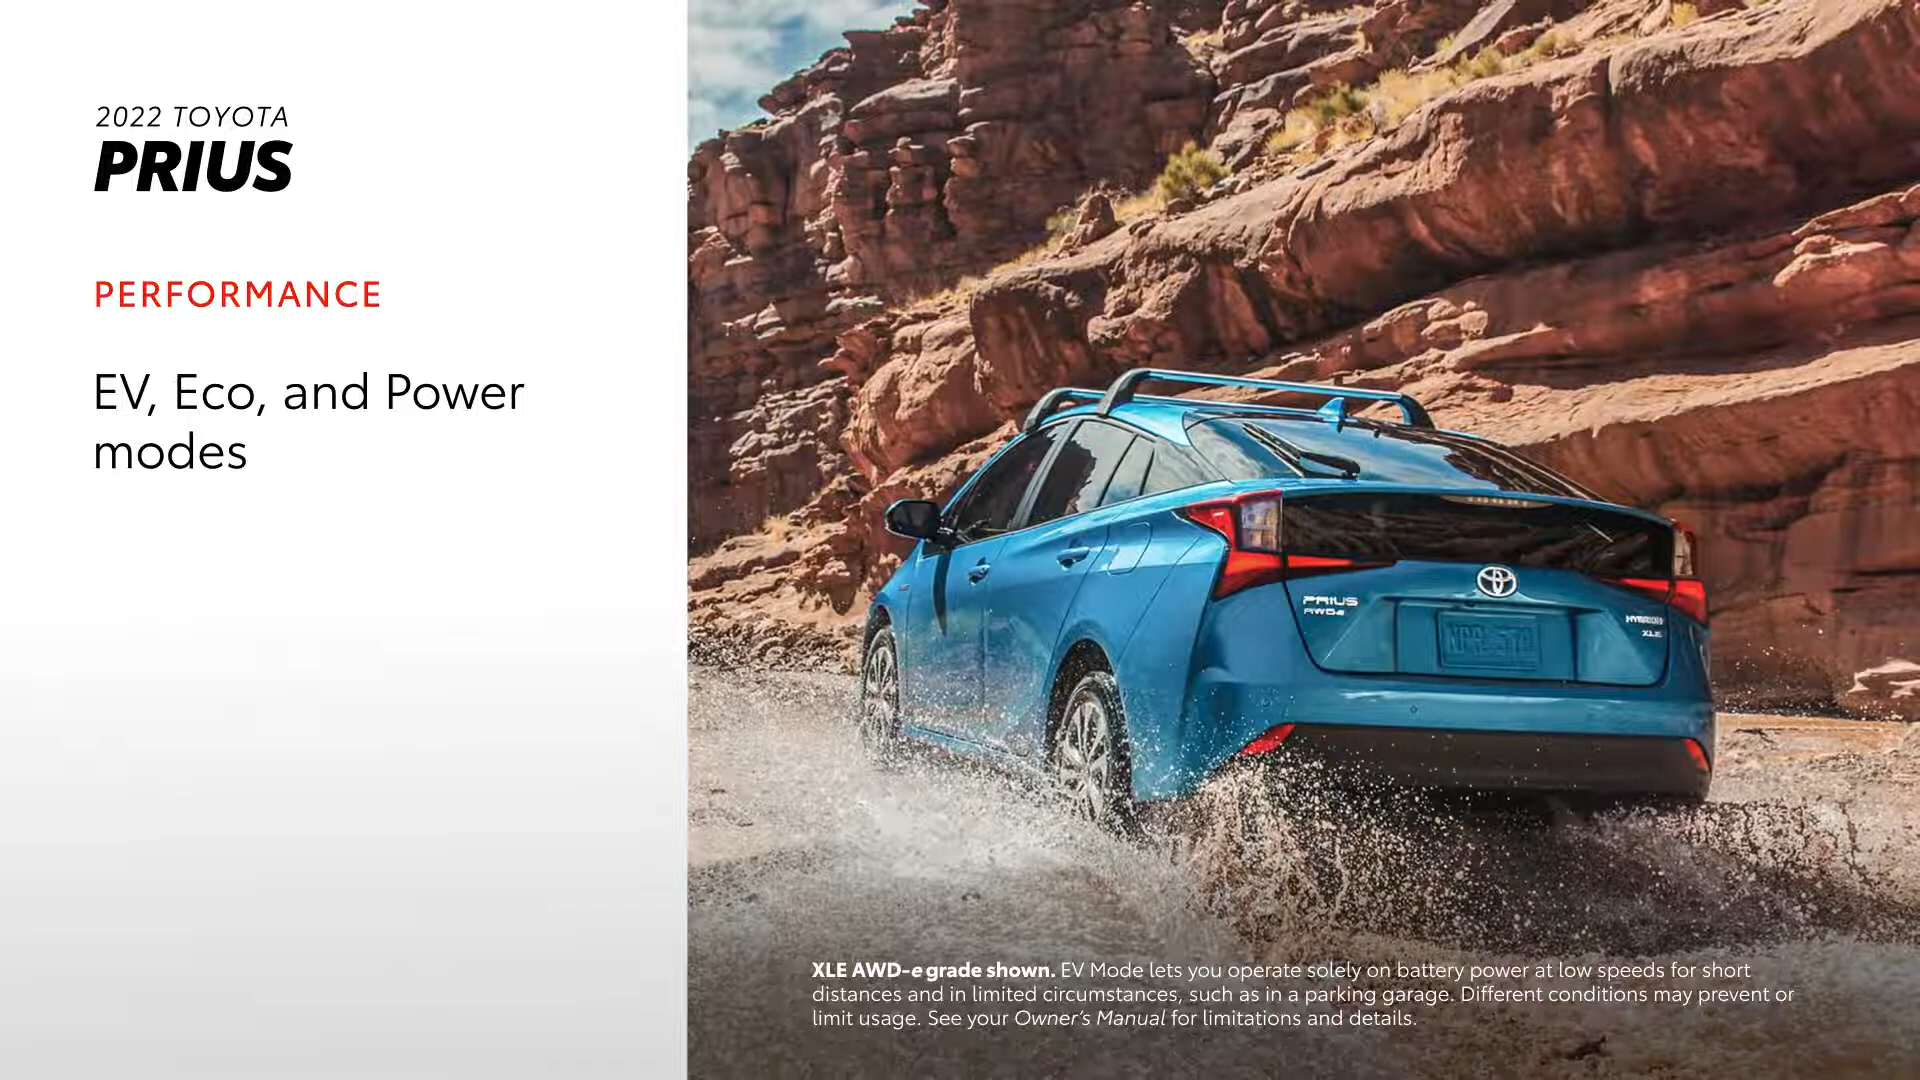 2022 TOYOTA
PRIUS
PERFORMANCE
EV, Eco, and Power
modes
PRIUS
AWD-e
HYBRID
XLE
XLE AWD-e grade shown. EV Mode lets you operate solely on battery power at low speeds for short
distances and in limited circumstances, such as in a parking garage. Different conditions may prevent or
limit usage. See your Owner’s Manual for limitations and details.